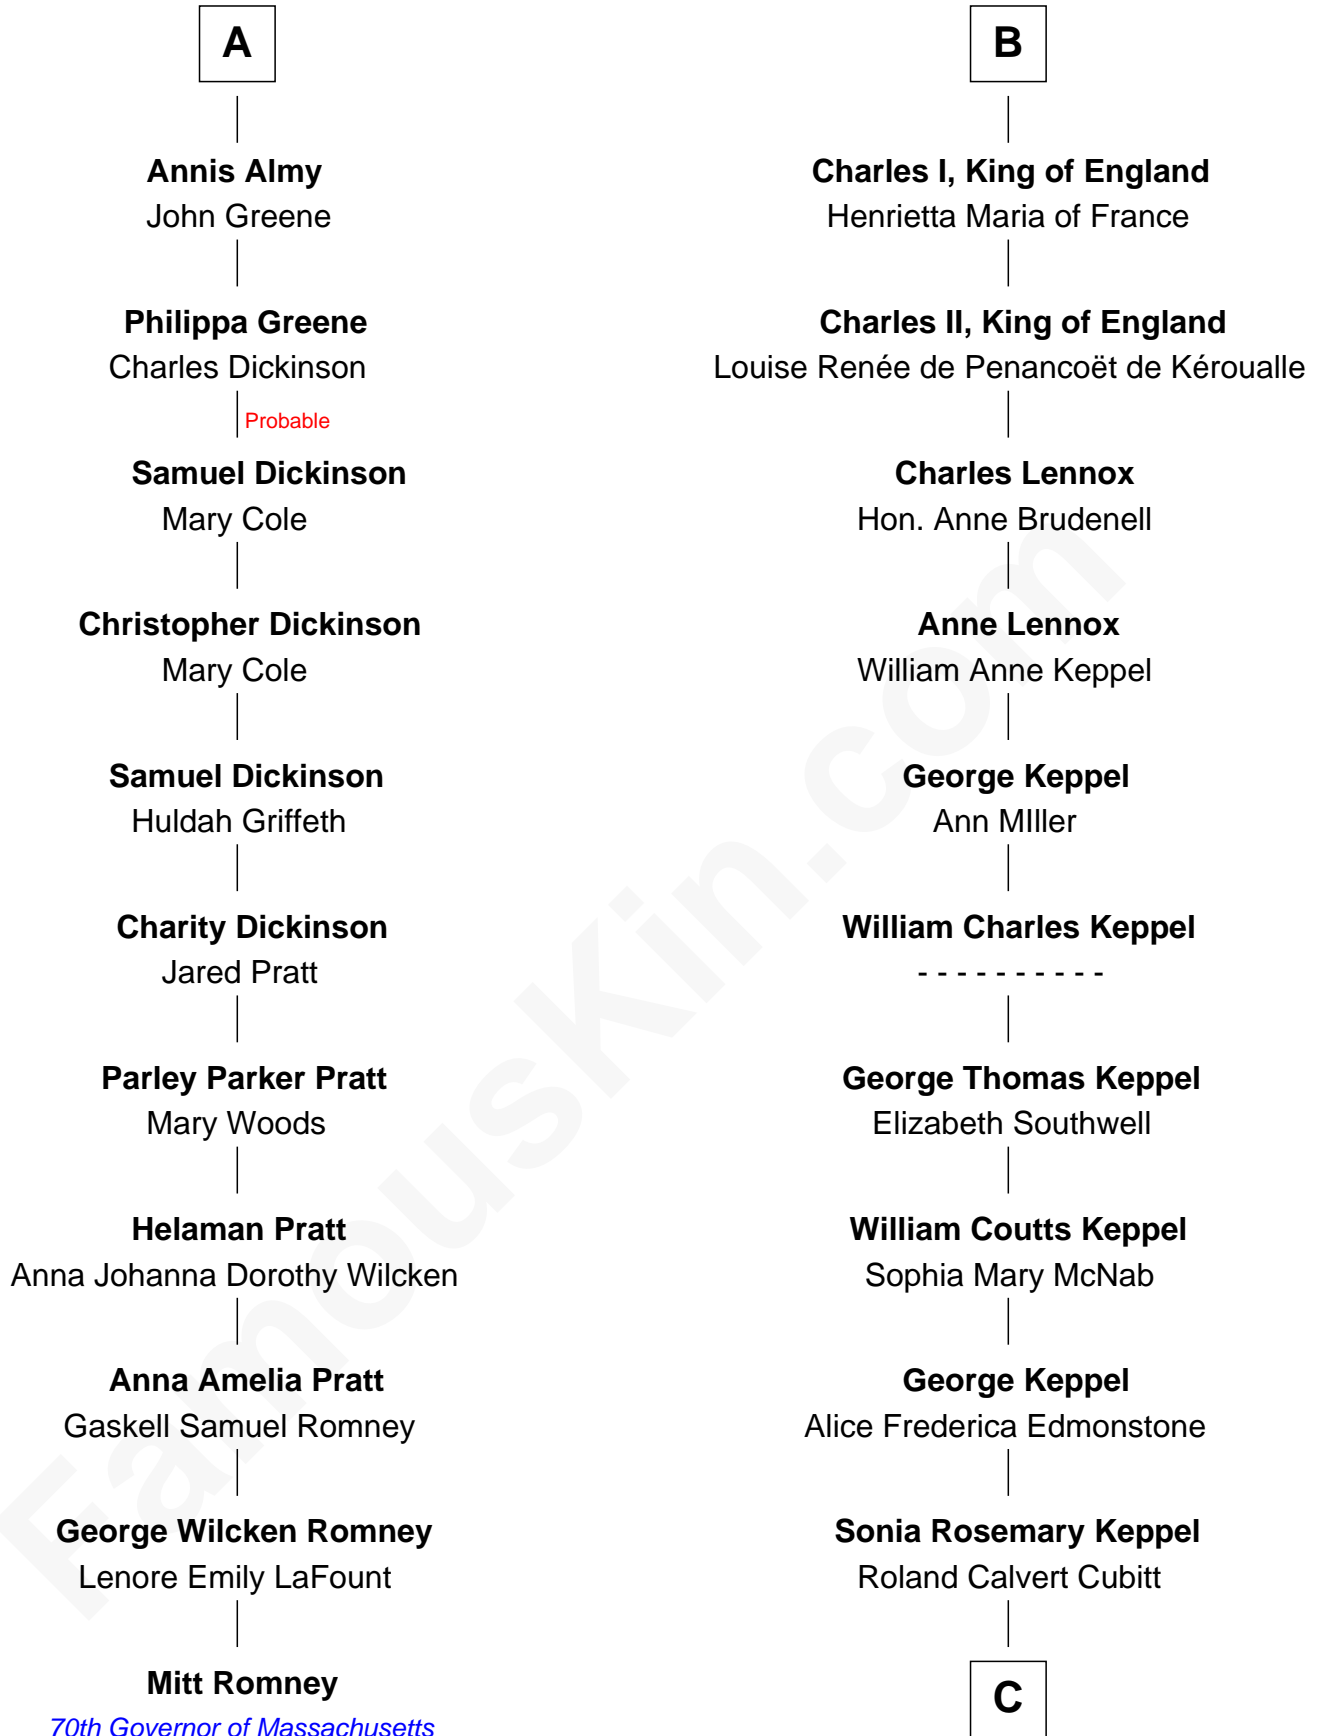 A
Annis Almy
John Greene
Philippa Greene
Charles Dickinson
Probable
Samuel Dickinson
Mary Cole
Christopher Dickinson
Mary Cole
Samuel Dickinson
Huldah Griffeth
Charity Dickinson
Jared Pratt
Parley Parker Pratt
Mary Woods
Helaman Pratt
Anna Johanna Dorothy Wilcken
Anna Amelia Pratt
Gaskell Samuel Romney
George Wilcken Romney
Lenore Emily LaFount
Mitt Romney
70th Governor of Massachusetts
B
Charles I, King of England
Henrietta Maria of France
Charles II, King of England
Louise Renée de Penancoët de Kéroualle
Charles Lennox
Hon. Anne Brudenell
Anne Lennox
William Anne Keppel
George Keppel
Ann MIller
William Charles Keppel
- - - - - - - - - -
George Thomas Keppel
Elizabeth Southwell
William Coutts Keppel
Sophia Mary McNab
George Keppel
Alice Frederica Edmonstone
Sonia Rosemary Keppel
Roland Calvert Cubitt
C
FamousKin.com